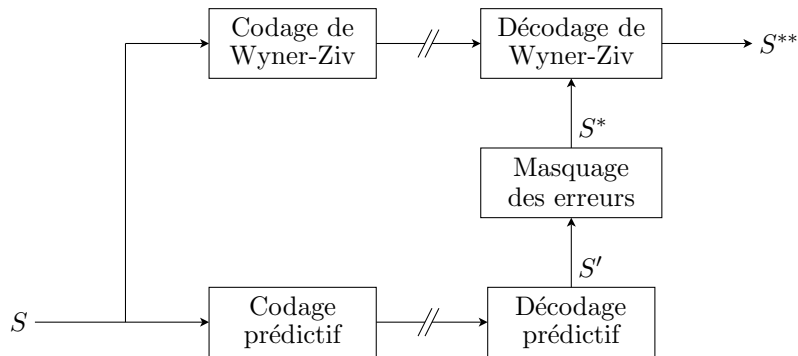 Codage de
Wyner-Ziv
Décodage de
Wyner-Ziv
S**
S*
Masquage
des erreurs
S′
S
Codage
prédictif
Décodage
prédictif